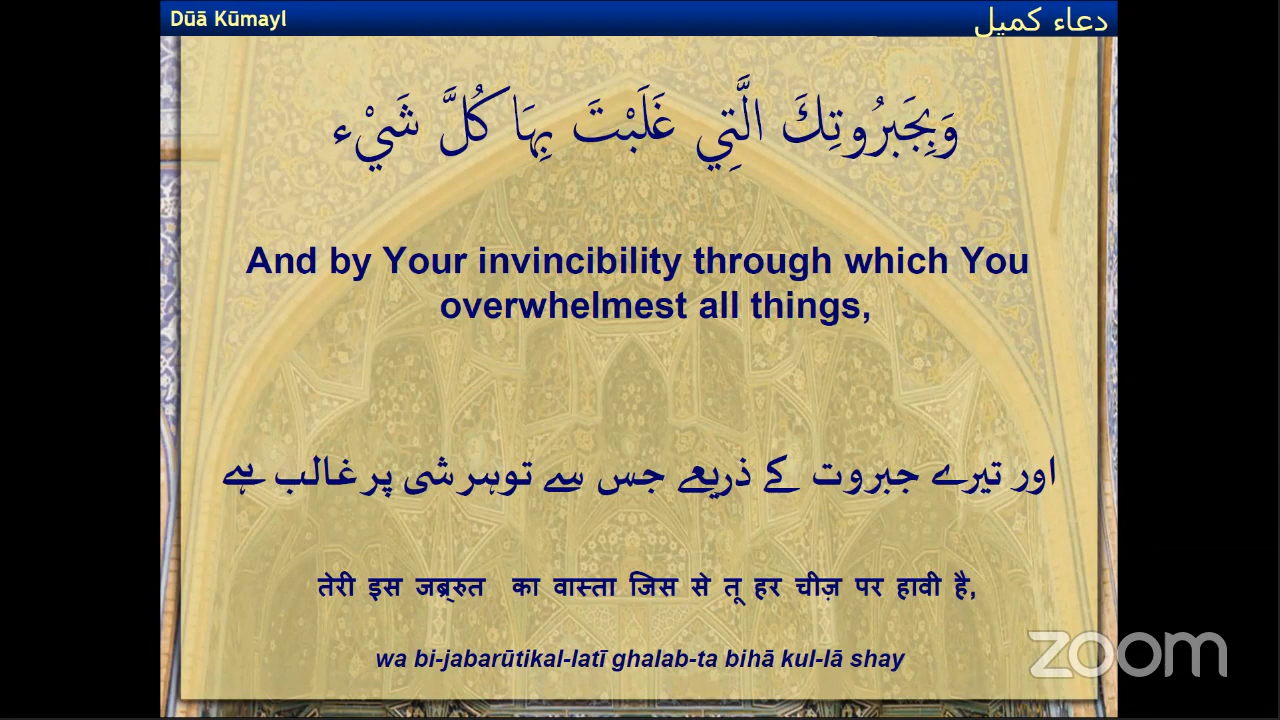 Dūā Kūmayl
دعاء كميل
وَبِجَبَرُوتِكَ الَّتِي غَلَبْتَ بِهَا كُلَّ شَيْء
And by Your invincibility through which You
overwhelmest all things,
اور تیرے جبروت کے ذریعے جس سے توہر شی پر غالب ہے
तेरी इस जब्र्रुत का वास्ता जिस से तू हर चीज़ पर हावी है,
wa bi-jabarūtikal-latī ghalab-ta bihā kul-lā shay
zoom